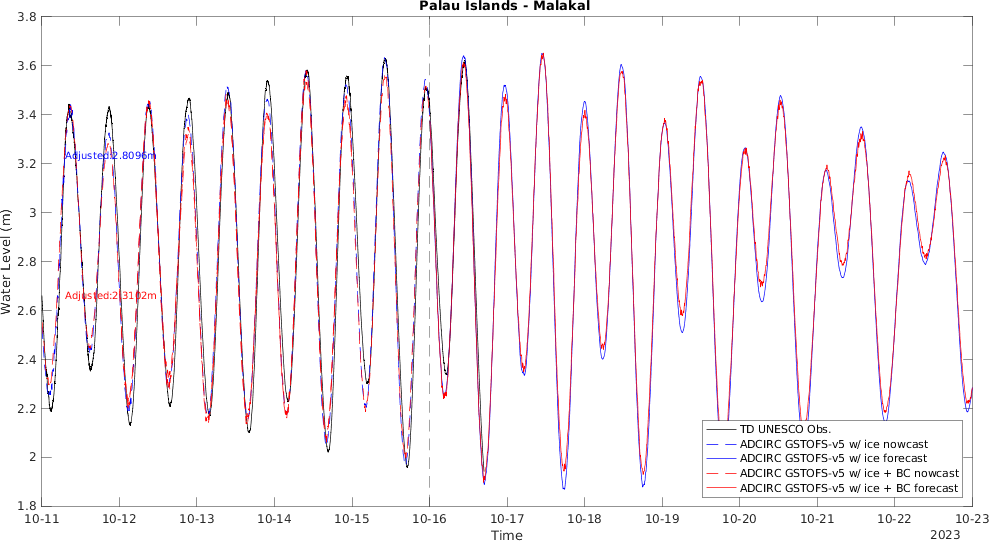 Palau Islands - Malakal
3.8
3.6
3.4
3.2
3
2.8
2.6
2.4
2.2
2
1.8
Water Level (m)
Adjusted:2.8096m
Adjusted:2.3102m
TD UNESCO Obs.
ADCIRC GSTOFS-v5 w/ ice nowcast
ADCIRC GSTOFS-v5 w/ ice forecast
ADCIRC GSTOFS-v5 w/ ice + BC nowcast
ADCIRC GSTOFS-v5 w/ ice + BC forecast
10-11 10-12 10-13 10-14 10-15 10-16 10-17 10-18 10-19 10-20 10-21 10-22 10-23
Time
2023